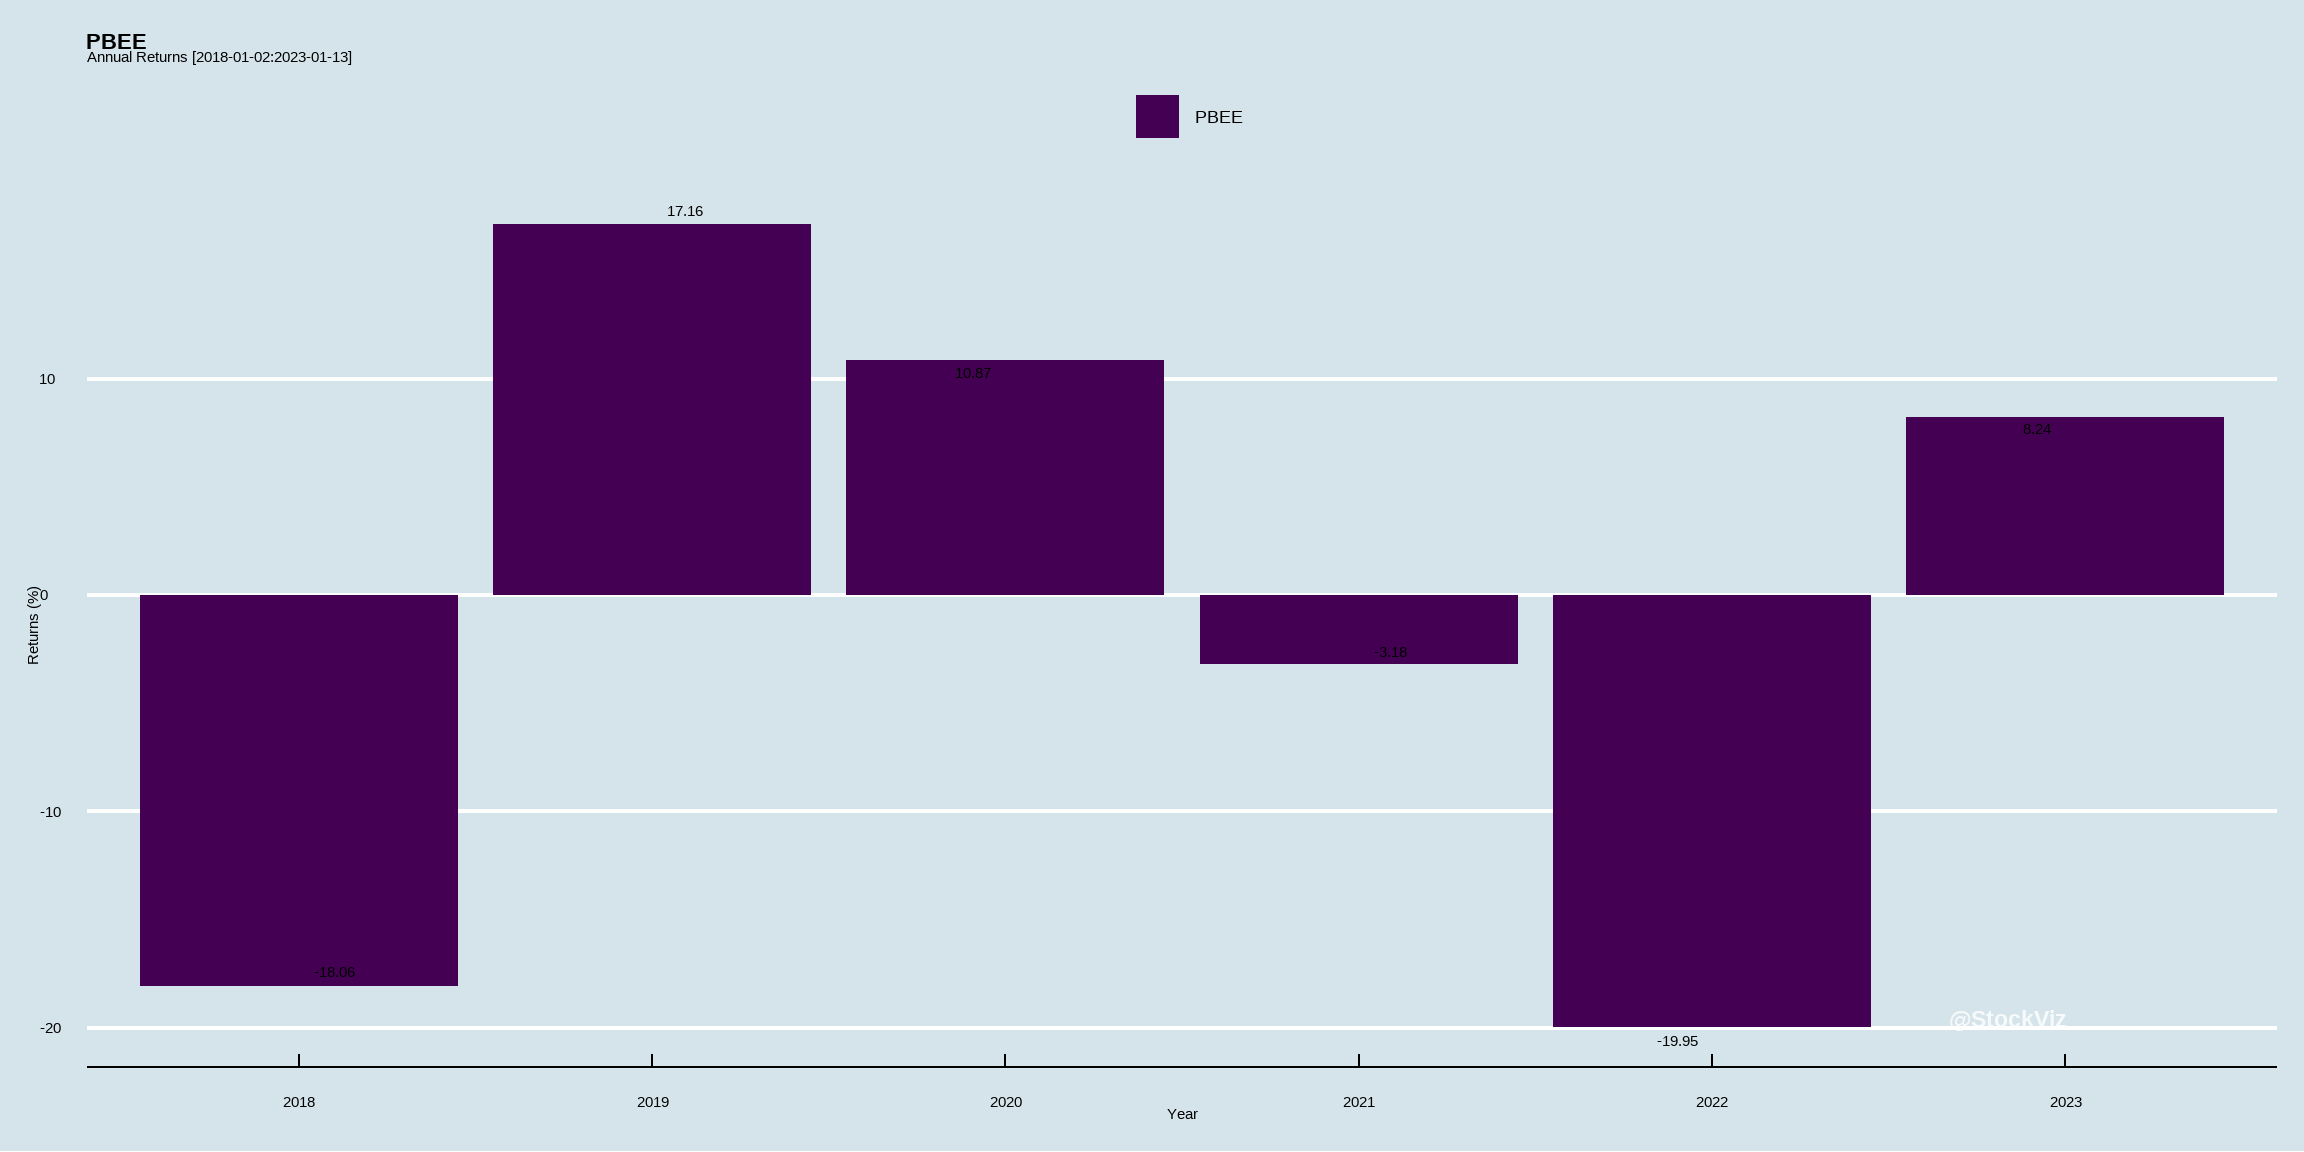 PBEE
Annual Returns [2018-01-02:2023-01-13]
PBEE
17.16
10
10.87
8.24
Returns (%)
0
-3.18
-10
-18.06
-20
@StockViz
-19.95
2018 2019 2020 2021 2022 2023
Year